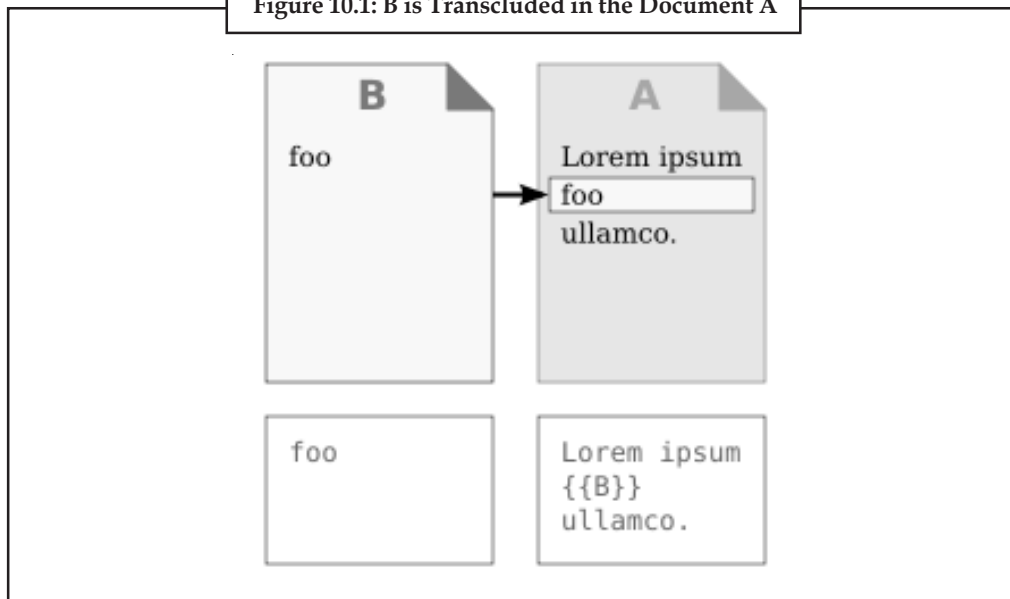 Figure 10.1: B is Transcluded in the Document A
B
foo
A
Lorem ipsum
foo
ullamco.
foo
Lorem ipsum
{{B}}
ullamco.